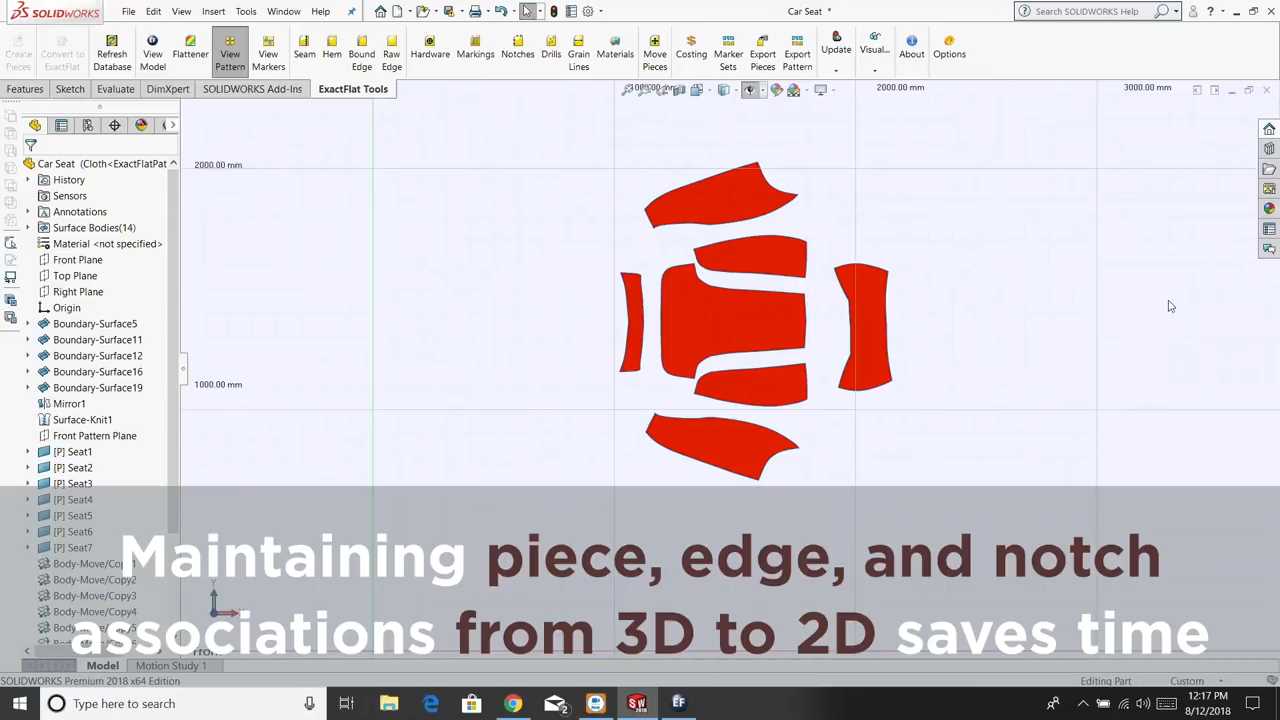 SOLIDWORKS
File Edit View Insert Tools Window Help
Car Seat *
Search SOLIDWORKS Help
Create Pieces
Convert to ExactFlat
Refresh Database
View Model
Flattener
View Pattern
View Markers
Seam
Hem
Bound Edge
Raw Edge
Hardware
Markings
Notches
Drills
Grain Lines
Materials
Move Pieces
Costing
Marker Sets
Export Pieces
Export Pattern
Update
Visual...
About
Options
Features Sketch Evaluate DimXpert SOLIDWORKS Add-Ins ExactFlat Tools
2000.00 mm
3000.00 mm
2000.00 mm
1000.00 mm
Car Seat (Cloth<ExactFlatPat
History
Sensors
Annotations
Surface Bodies(14)
Material <not specified>
Front Plane
Top Plane
Right Plane
Origin
Boundary-Surface5
Boundary-Surface11
Boundary-Surface12
Boundary-Surface16
Boundary-Surface19
Mirror1
Surface-Knit1
Front Pattern Plane
[P] Seat1
[P] Seat2
[P] Seat3
[P] Seat4
[P] Seat5
[P] Seat6
[P] Seat7
Body-Move/Copy1
Body-Move/Copy2
Body-Move/Copy3
Body-Move/Copy4
Maintaining piece, edge, and notch
associations from 3D to 2D saves time
Model Motion Study 1
SOLIDWORKS Premium 2018 x64 Edition
Editing Part
Custom
Type here to search
12:17 PM
8/12/2018